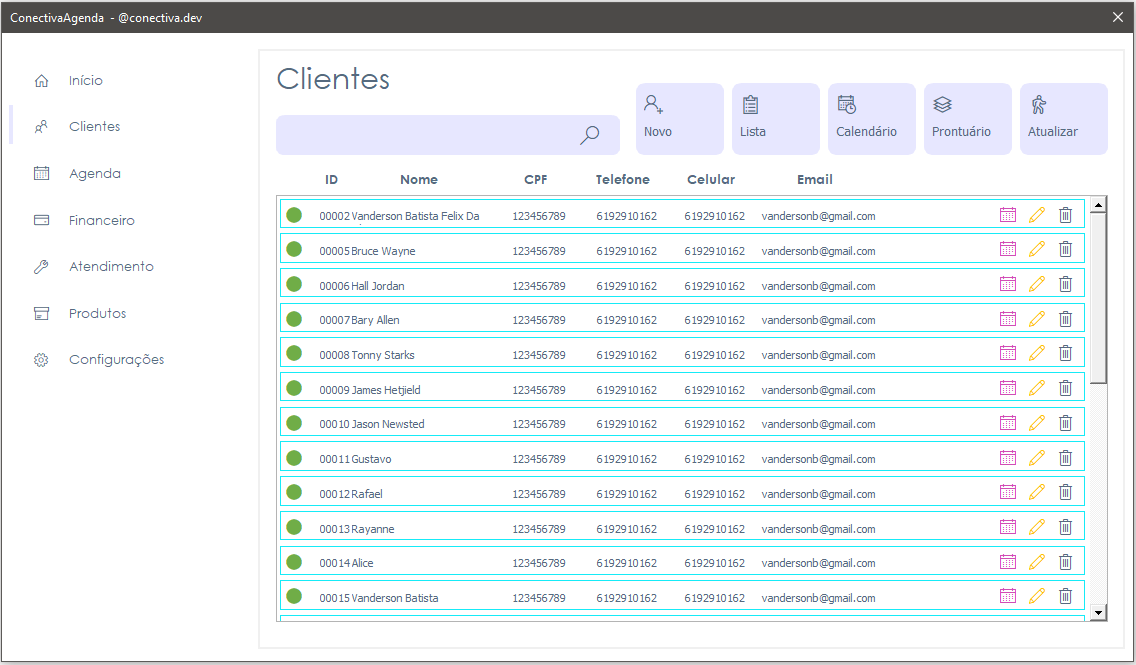 ConectivaAgenda - @conectiva.dev
Início
Clientes
Agenda
Financeiro
Atendimento
Produtos
Configurações
Clientes
Novo
Lista
Calendário
Prontuário
Atualizar
ID Nome CPF Telefone Celular Email
00002 Vanderson Batista Felix Da 123456789 6192910162 6192910162 vandersonb@gmail.com
00005 Bruce Wayne 123456789 6192910162 6192910162 vandersonb@gmail.com
00006 Hall Jordan 123456789 6192910162 6192910162 vandersonb@gmail.com
00007 Bary Allen 123456789 6192910162 6192910162 vandersonb@gmail.com
00008 Tonny Starks 123456789 6192910162 6192910162 vandersonb@gmail.com
00009 James Hetjield 123456789 6192910162 6192910162 vandersonb@gmail.com
00010 Jason Newsted 123456789 6192910162 6192910162 vandersonb@gmail.com
00011 Gustavo 123456789 6192910162 6192910162 vandersonb@gmail.com
00012 Rafael 123456789 6192910162 6192910162 vandersonb@gmail.com
00013 Rayanne 123456789 6192910162 6192910162 vandersonb@gmail.com
00014 Alice 123456789 6192910162 6192910162 vandersonb@gmail.com
00015 Vanderson Batista 123456789 6192910162 6192910162 vandersonb@gmail.com